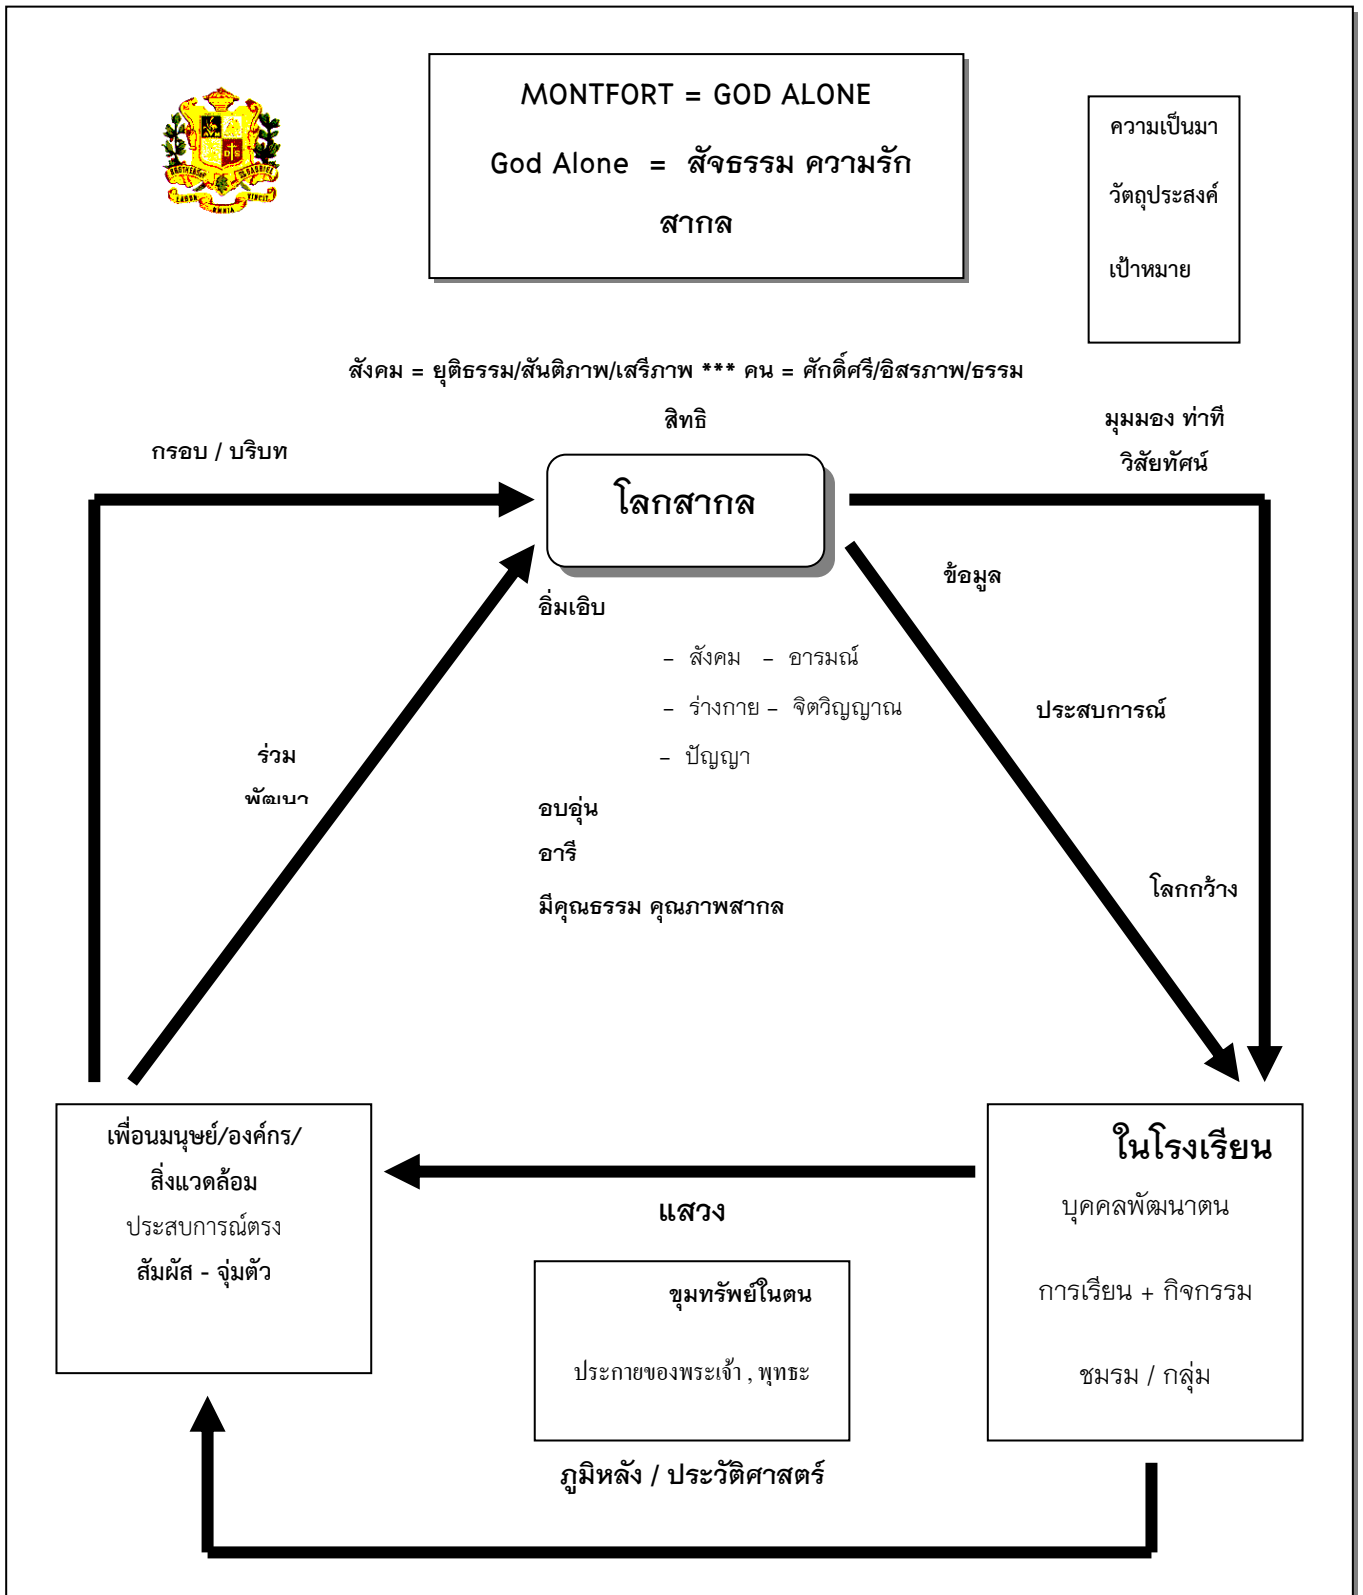 MONTFORT = GOD ALONE
God Alone = สัจธรรม ความรัก
สากล
ความเป็นมา
วัตถุประสงค์
เป้าหมาย
BROTHERS OF ST GABRIEL
D S
LABOR OMNIA VINCIT
สังคม = ยุติธรรม/สันติภาพ/เสรีภาพ *** คน = ศักดิ์ศรี/อิสรภาพ/ธรรม
สิทธิ
กรอบ / บริบท
มุมมอง ท่าที
วิสัยทัศน์
โลกสากล
ข้อมูล
อิ่มเอิบ
– สังคม – อารมณ์
– ร่างกาย – จิตวิญญาณ
– ปัญญา
ประสบการณ์
ร่วม
พัฒนา
อบอุ่น
อารี
มีคุณธรรม คุณภาพสากล
โลกกว้าง
เพื่อนมนุษย์/องค์กร/
สิ่งแวดล้อม
ประสบการณ์ตรง
สัมผัส - จุ่มตัว
ในโรงเรียน
บุคคลพัฒนาตน
การเรียน + กิจกรรม
ชมรม / กลุ่ม
แสวง
ขุมทรัพย์ในตน
ประกายของพระเจ้า , พุทธะ
ภูมิหลัง / ประวัติศาสตร์